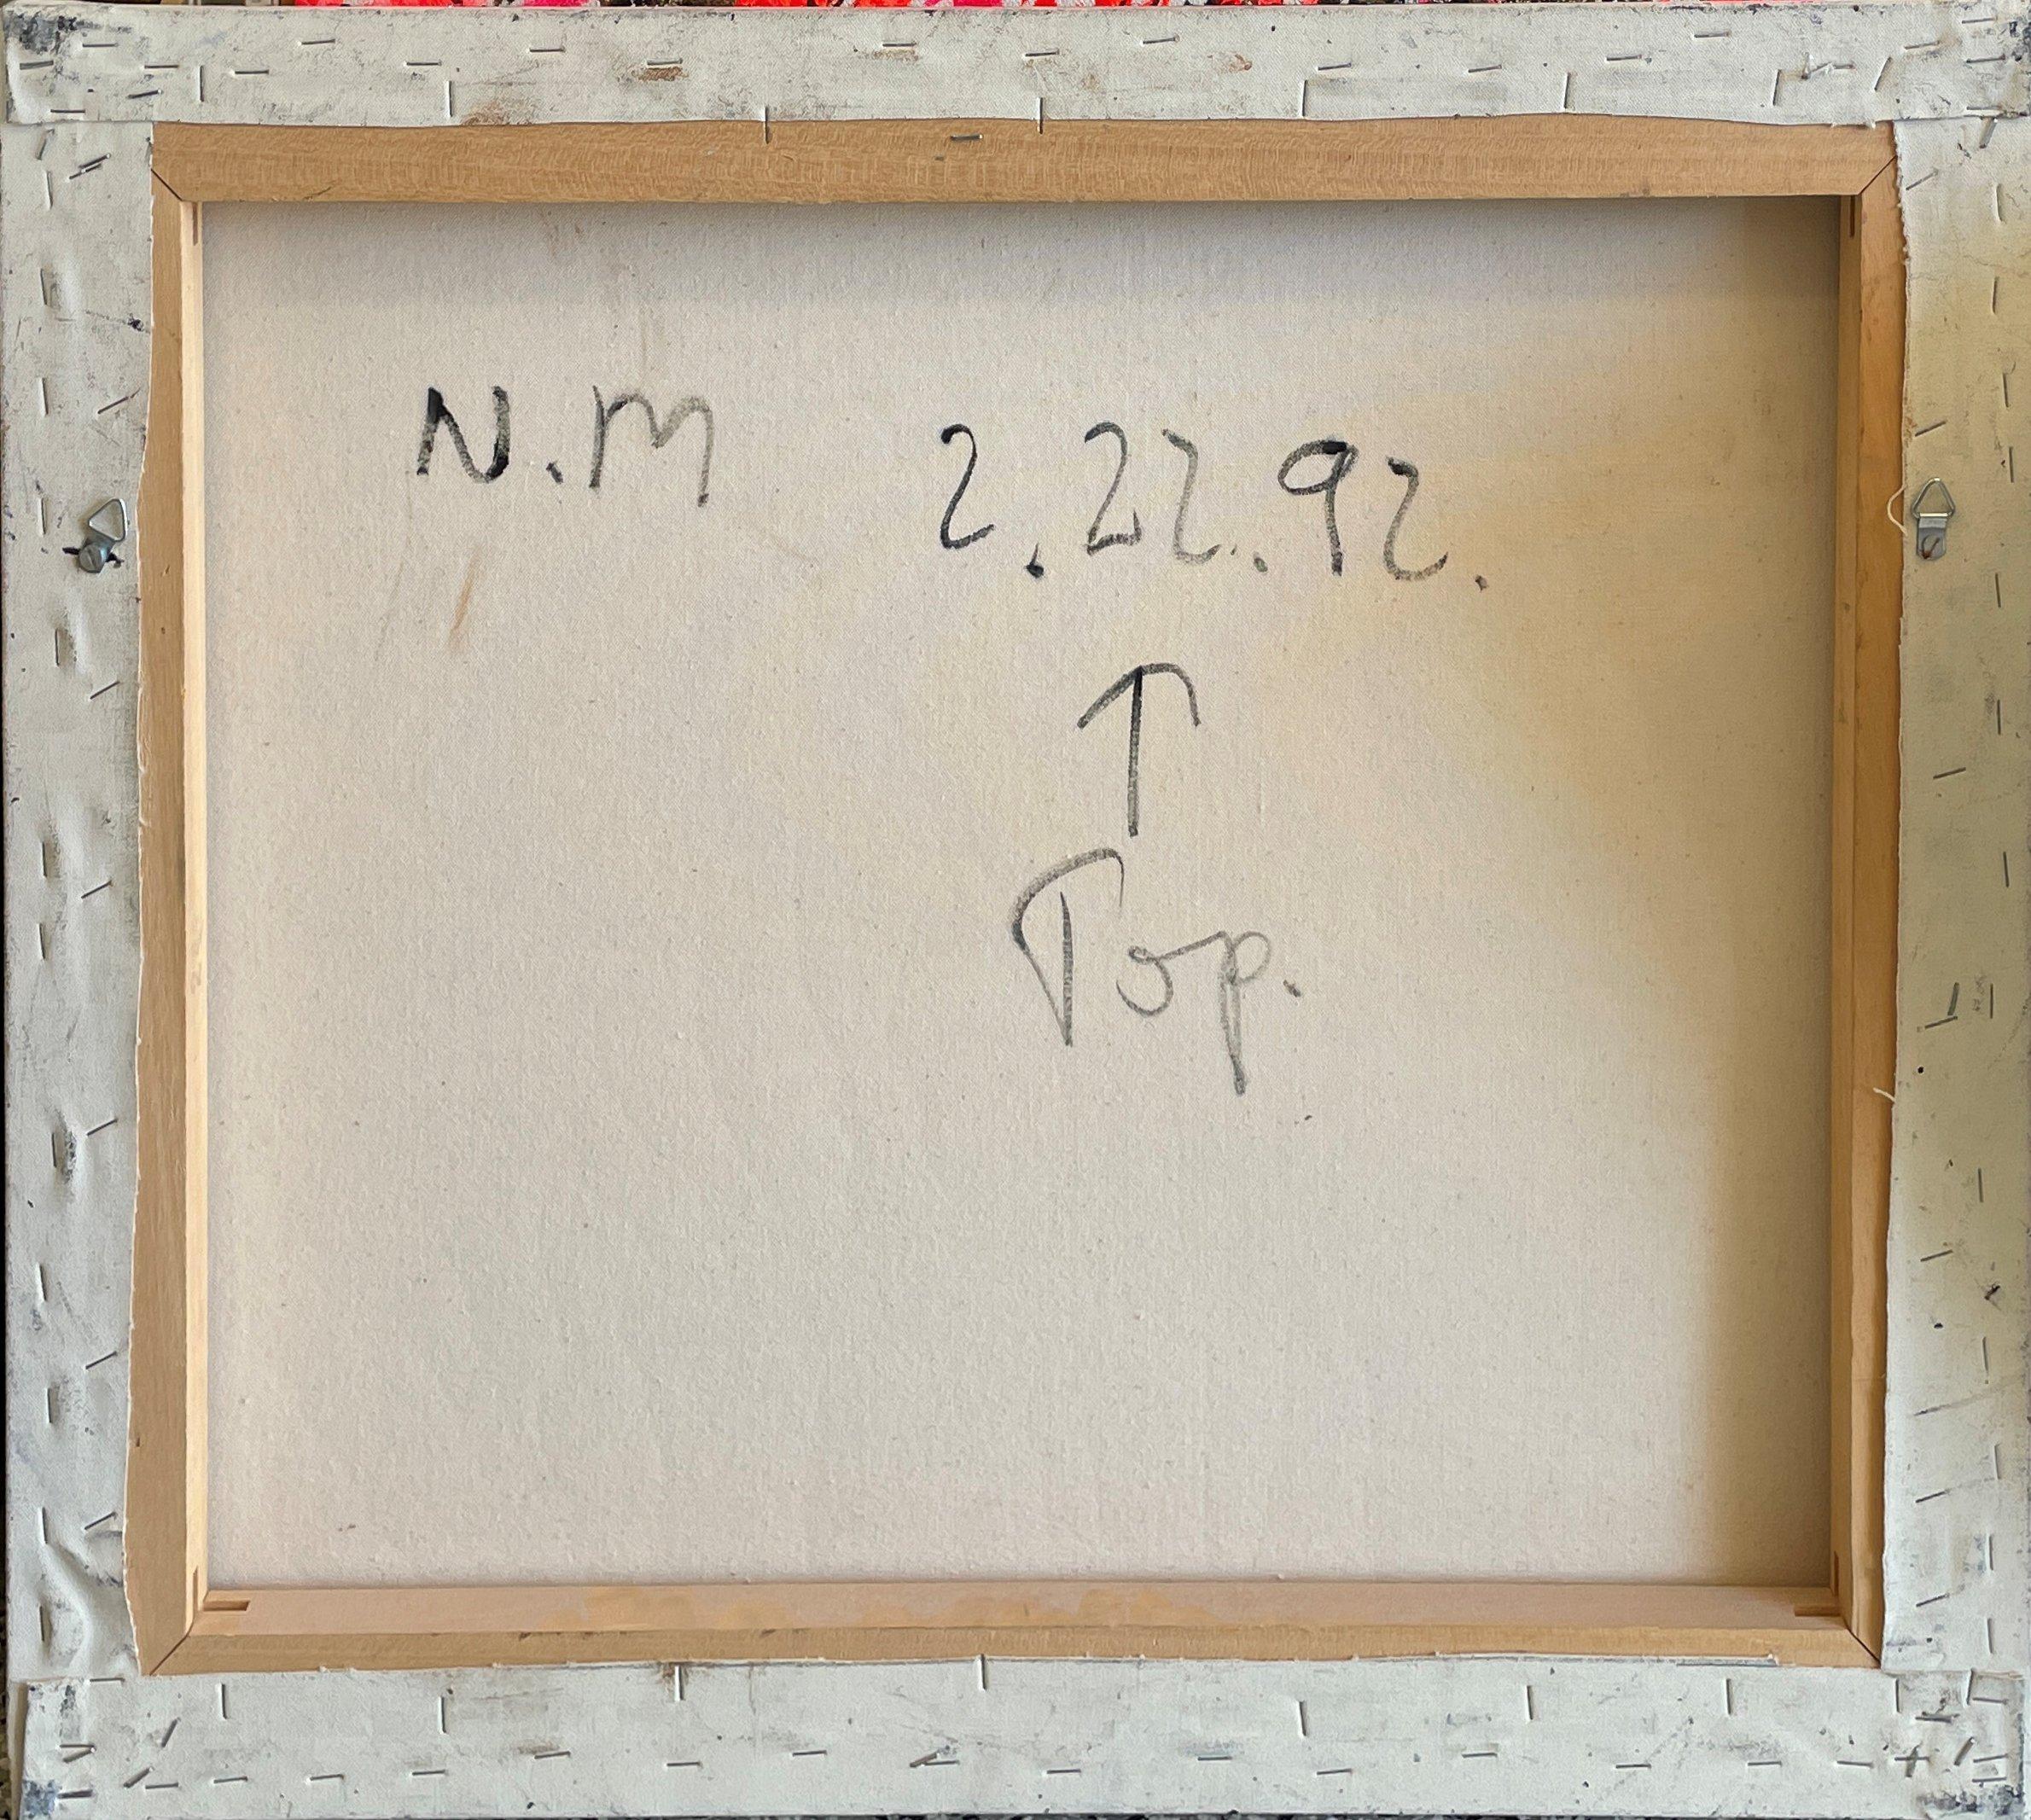 N.M 2.22.92.
↑
Top.